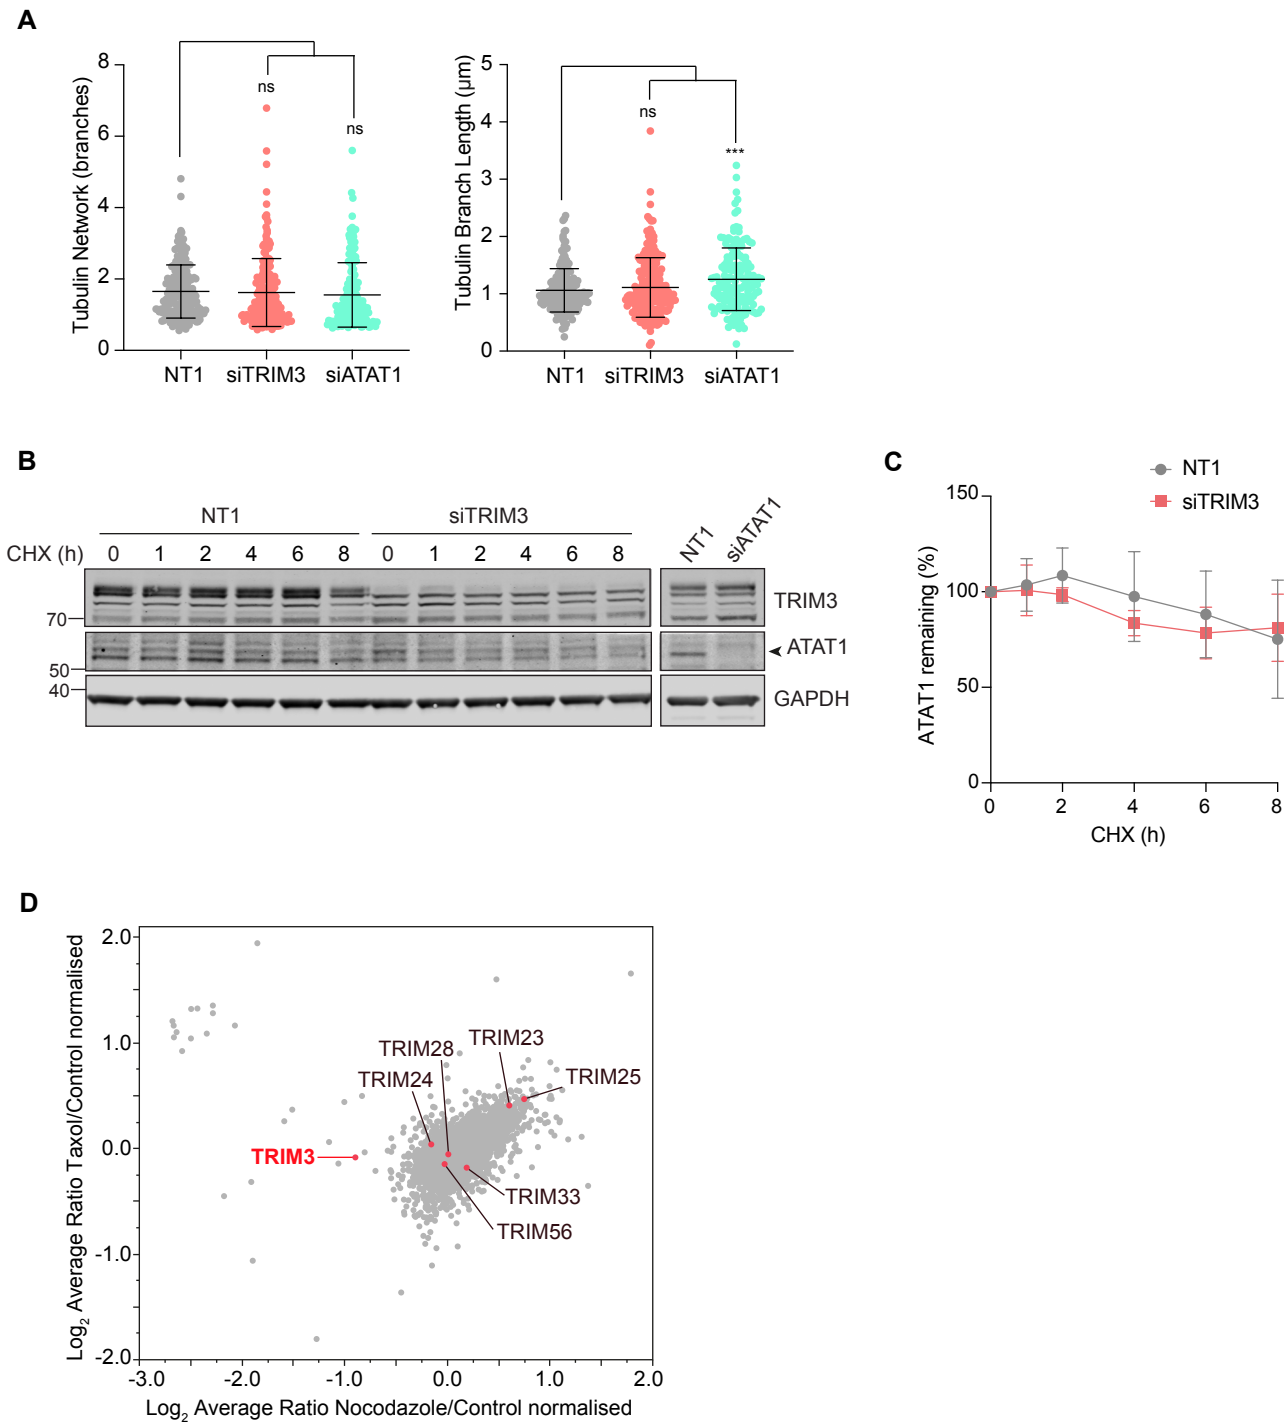 A
Tubulin Network (branches)
8
6
4
2
0
ns
ns
NT1 siTRIM3 siATAT1
Tubulin Branch Length (µm)
5
4
3
2
1
0
ns
***
NT1 siTRIM3 siATAT1
B
NT1 siTRIM3
NT1 siATAT1
CHX (h) 0 1 2 4 6 8 0 1 2 4 6 8
70
TRIM3
50
ATAT1
40
GAPDH
C
NT1
siTRIM3
ATAT1 remaining (%)
150
100
50
0
0 2 4 6 8
CHX (h)
D
Log2 Average Ratio Taxol/Control normalised
2.0
1.0
0.0
-1.0
-2.0
TRIM23
TRIM28
TRIM24
TRIM25
TRIM3
TRIM33
TRIM56
-3.0 -2.0 -1.0 0.0 1.0 2.0
Log2 Average Ratio Nocodazole/Control normalised